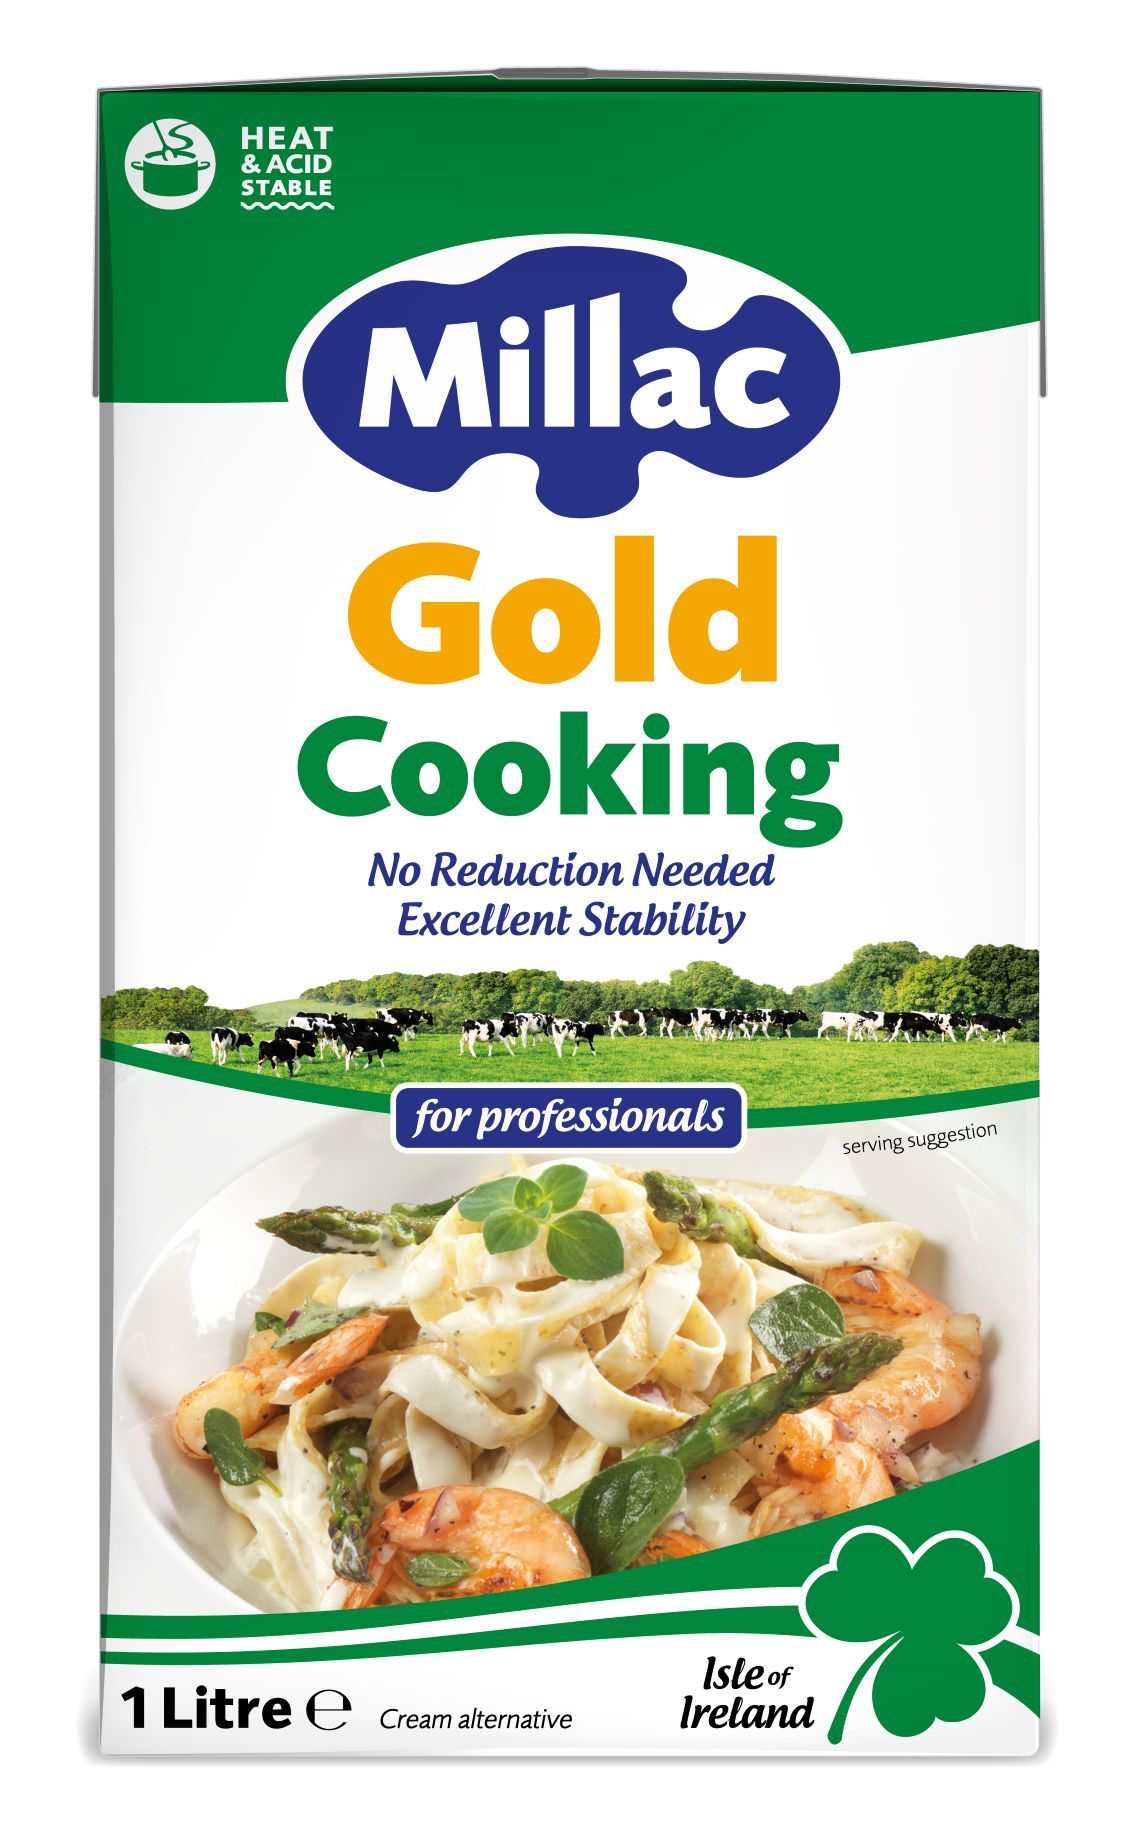 HEAT
& ACID
STABLE
Millac
Gold
Cooking
No Reduction Needed
Excellent Stability
for professionals
serving suggestion
1 Litre ℮
Cream alternative
Isle of
Ireland